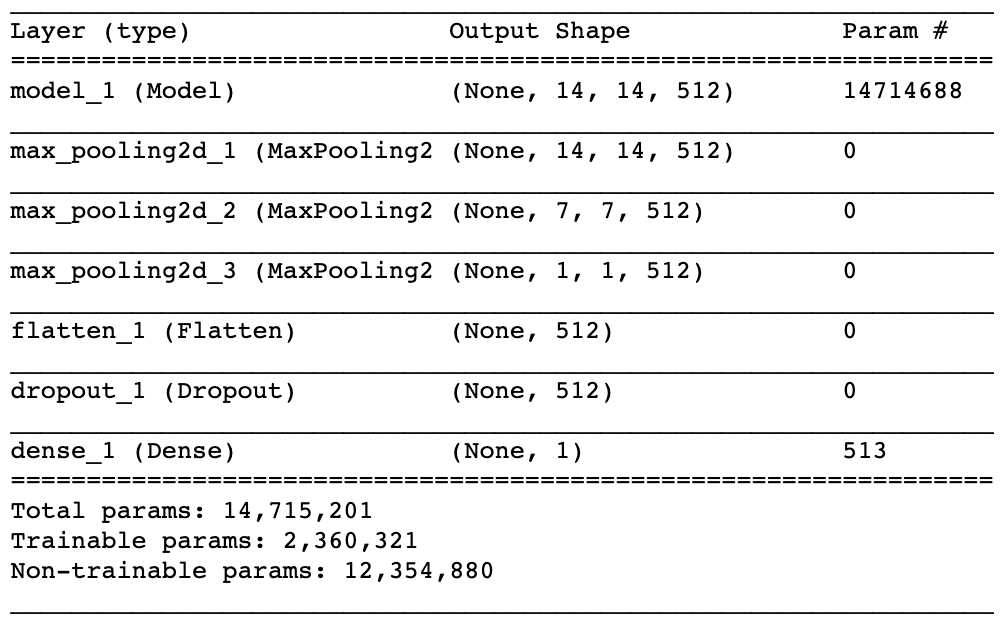 Layer (type) Output Shape Param #
=================================================================
model_1 (Model) (None, 14, 14, 512) 14714688
max_pooling2d_1 (MaxPooling2 (None, 14, 14, 512) 0
max_pooling2d_2 (MaxPooling2 (None, 7, 7, 512) 0
max_pooling2d_3 (MaxPooling2 (None, 1, 1, 512) 0
flatten_1 (Flatten) (None, 512) 0
dropout_1 (Dropout) (None, 512) 0
dense_1 (Dense) (None, 1) 513
=================================================================
Total params: 14,715,201
Trainable params: 2,360,321
Non-trainable params: 12,354,880